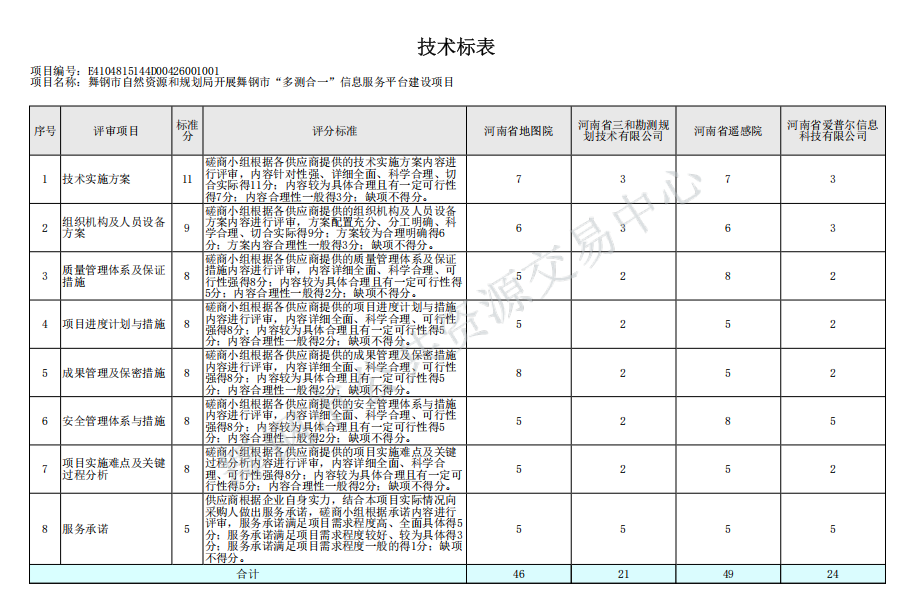 技术标表
项目编号：E4104815144D00426001001
项目名称：舞钢市自然资源和规划局开展舞钢市“多测合一”信息服务平台建设项目
序号 评审项目 标准分 评分标准 河南省地图院 河南省三和勘测规划技术有限公司 河南省遥感院 河南省爱普尔信息科技有限公司
1 技术实施方案 11 磋商小组根据各供应商提供的技术实施方案内容进行评审，内容针对性强、详细全面、科学合理、切合实际得11分；内容较为具体合理且有一定可行性得7分；内容合理性一般得3分；缺项不得分。 7 3 7 3
2 组织机构及人员设备方案 9 磋商小组根据各供应商提供的组织机构及人员设备方案内容进行评审，方案配置充分、分工明确、科学合理、切合实际得9分；方案较为合理明确得6分；方案内容合理性一般得3分；缺项不得分。 6 3 6 3
3 质量管理体系及保证措施 8 磋商小组根据各供应商提供的质量管理体系及保证措施内容进行评审，内容详细全面、科学合理、可行性强得8分；内容较为具体合理且有一定可行性得5分；内容合理性一般得2分；缺项不得分。 5 2 8 2
4 项目进度计划与措施 8 磋商小组根据各供应商提供的项目进度计划与措施内容进行评审，内容详细全面、科学合理、可行性强得8分；内容较为具体合理且有一定可行性得5分；内容合理性一般得2分；缺项不得分。 5 2 5 2
5 成果管理及保密措施 8 磋商小组根据各供应商提供的成果管理及保密措施内容进行评审，内容详细全面、科学合理、可行性强得8分；内容较为具体合理且有一定可行性得5分；内容合理性一般得2分；缺项不得分。 8 2 5 2
6 安全管理体系与措施 8 磋商小组根据各供应商提供的安全管理体系与措施内容进行评审，内容详细全面、科学合理、可行性强得8分；内容较为具体合理且有一定可行性得5分；内容合理性一般得2分；缺项不得分。 5 2 8 5
7 项目实施难点及关键过程分析 8 磋商小组根据各供应商提供的项目实施难点及关键过程分析内容进行评审，内容详细全面、科学合理、可行性强得8分；内容较为具体合理且有一定可行性得5分；内容合理性一般得2分；缺项不得分。 5 2 5 2
8 服务承诺 5 供应商根据企业自身实力，结合本项目实际情况向采购人做出服务承诺，磋商小组根据承诺内容进行评审，服务承诺满足项目需求程度高、全面具体得5分；服务承诺满足项目需求程度较好、较为具体得3分；服务承诺满足项目需求程度一般的得1分；缺项不得分。 5 5 5 5
合计 46 21 49 24
资源交易中心